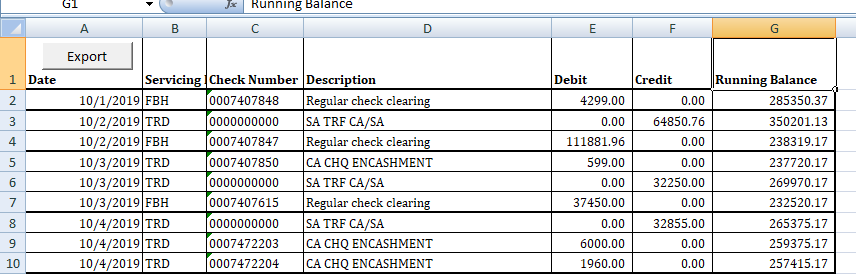 G1 fx Running Balance
A B C D E F G
Export
1 Date Servicing Check Number Description Debit Credit Running Balance
2 10/1/2019 FBH 0007407848 Regular check clearing 4299.00 0.00 285350.37
3 10/2/2019 TRD 0000000000 SA TRF CA/SA 0.00 64850.76 350201.13
4 10/2/2019 FBH 0007407847 Regular check clearing 111881.96 0.00 238319.17
5 10/3/2019 TRD 0007407850 CA CHQ ENCASHMENT 599.00 0.00 237720.17
6 10/3/2019 TRD 0000000000 SA TRF CA/SA 0.00 32250.00 269970.17
7 10/3/2019 FBH 0007407615 Regular check clearing 37450.00 0.00 232520.17
8 10/4/2019 TRD 0000000000 SA TRF CA/SA 0.00 32855.00 265375.17
9 10/4/2019 TRD 0007472203 CA CHQ ENCASHMENT 6000.00 0.00 259375.17
10 10/4/2019 TRD 0007472204 CA CHQ ENCASHMENT 1960.00 0.00 257415.17